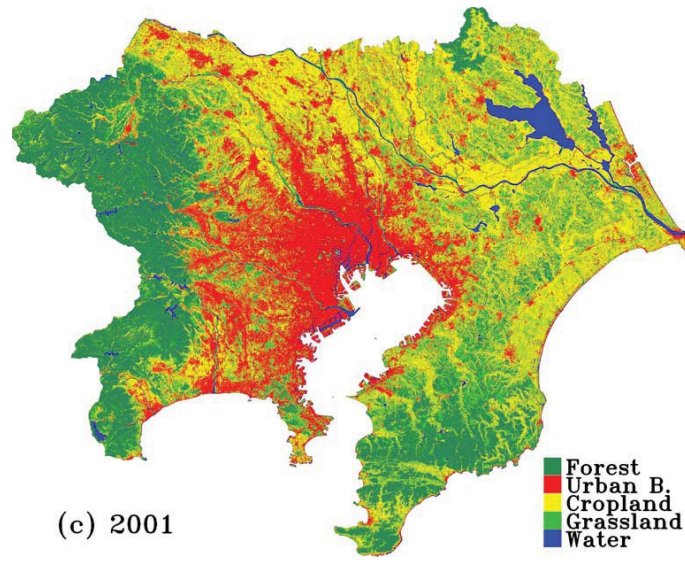 Forest
Urban B.
Cropland
Grassland
Water
(c) 2001